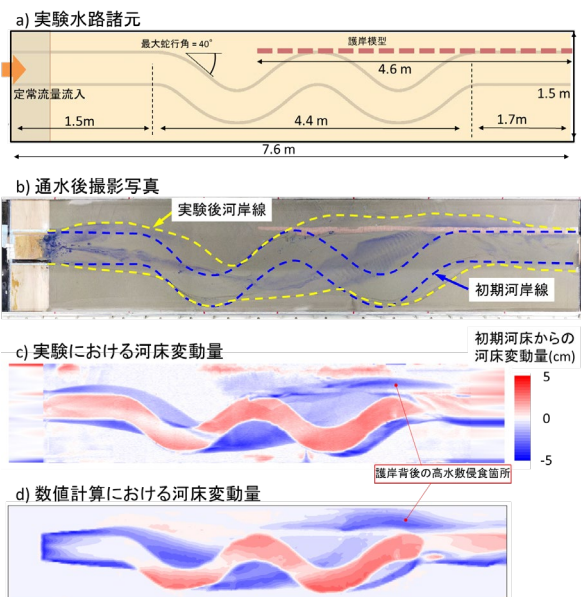 a) 実験水路諸元
最大蛇行角 = 40°
護岸模型
4.6 m
定常流量流入
1.5 m
1.5m
4.4 m
1.7m
7.6 m
b) 通水後撮影写真
実験後河岸線
初期河岸線
c) 実験における河床変動量
初期河床からの
河床変動量(cm)
5
0
-5
護岸背後の高水敷侵食箇所
d) 数値計算における河床変動量